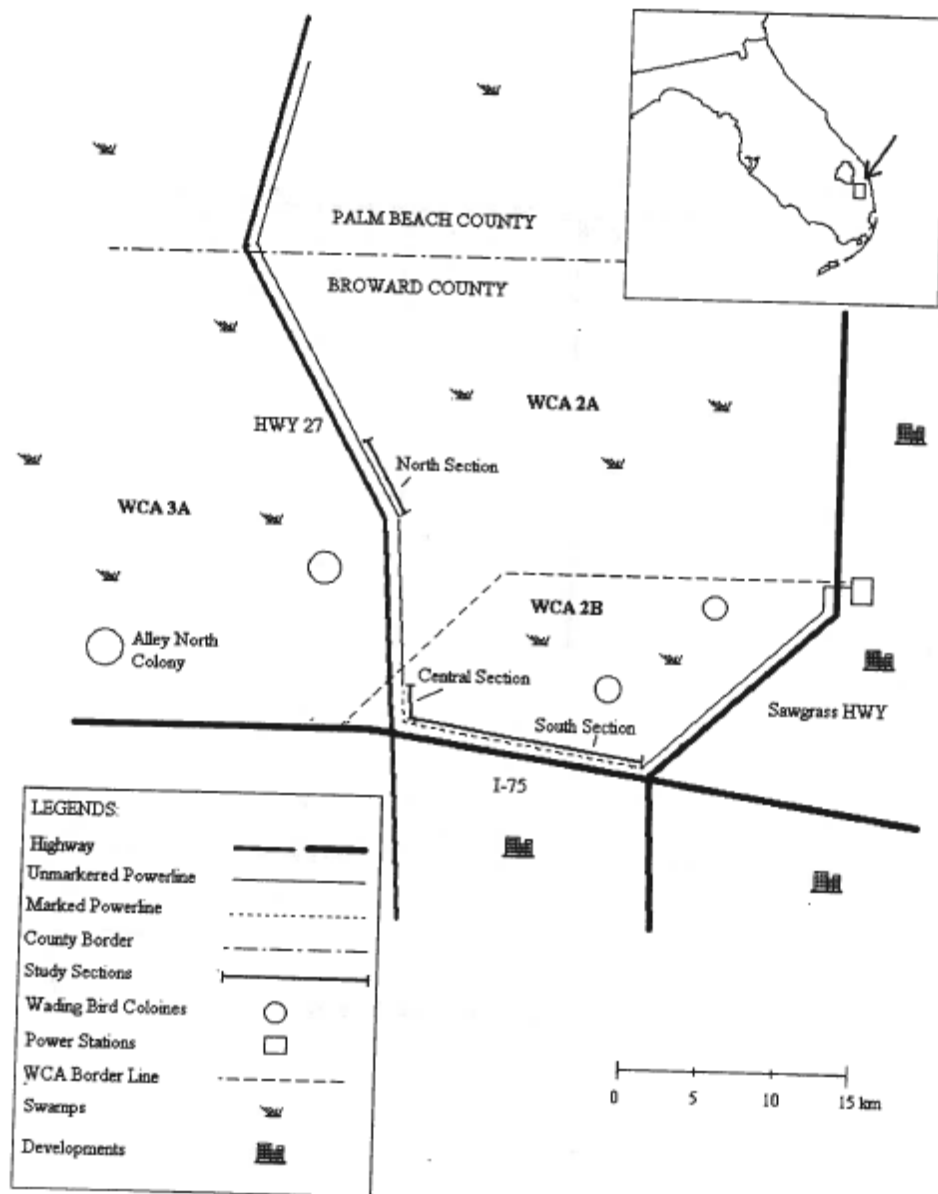 PALM BEACH COUNTY
BROWARD COUNTY
WCA 2A
HWY 27
North Section
WCA 3A
WCA 2B
Alley North
Colony
Central Section
South Section
Sawgrass HWY
I-75
LEGENDS:
Highway
Unmarkered Powerline
Marked Powerline
County Border
Study Sections
Wading Bird Coloines
Power Stations
WCA Border Line
Swamps
Developments
0 5 10 15 km